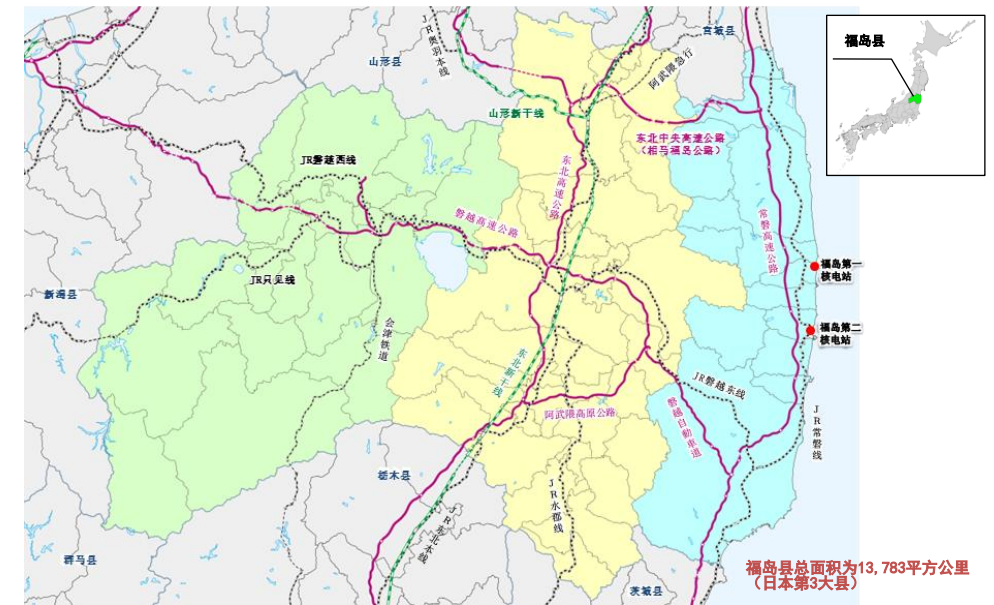 宫城县
福岛县
JR奥羽本线
山形县
阿武隈急行
山形新干线
东北中央高速公路
（相马福岛公路）
JR磐越西线
东北高速公路
磐越高速公路
常磐高速公路
福岛第一
核电站
JR只见线
新潟县
会津铁道
福岛第二
核电站
东北新干线
JR磐越东线
阿武隈高原公路
磐越自動車道
JR常磐线
栃木县
JR水郡线
JR东北本线
群马县
茨城县
福岛县总面积为13,783平方公里
（日本第3大县）